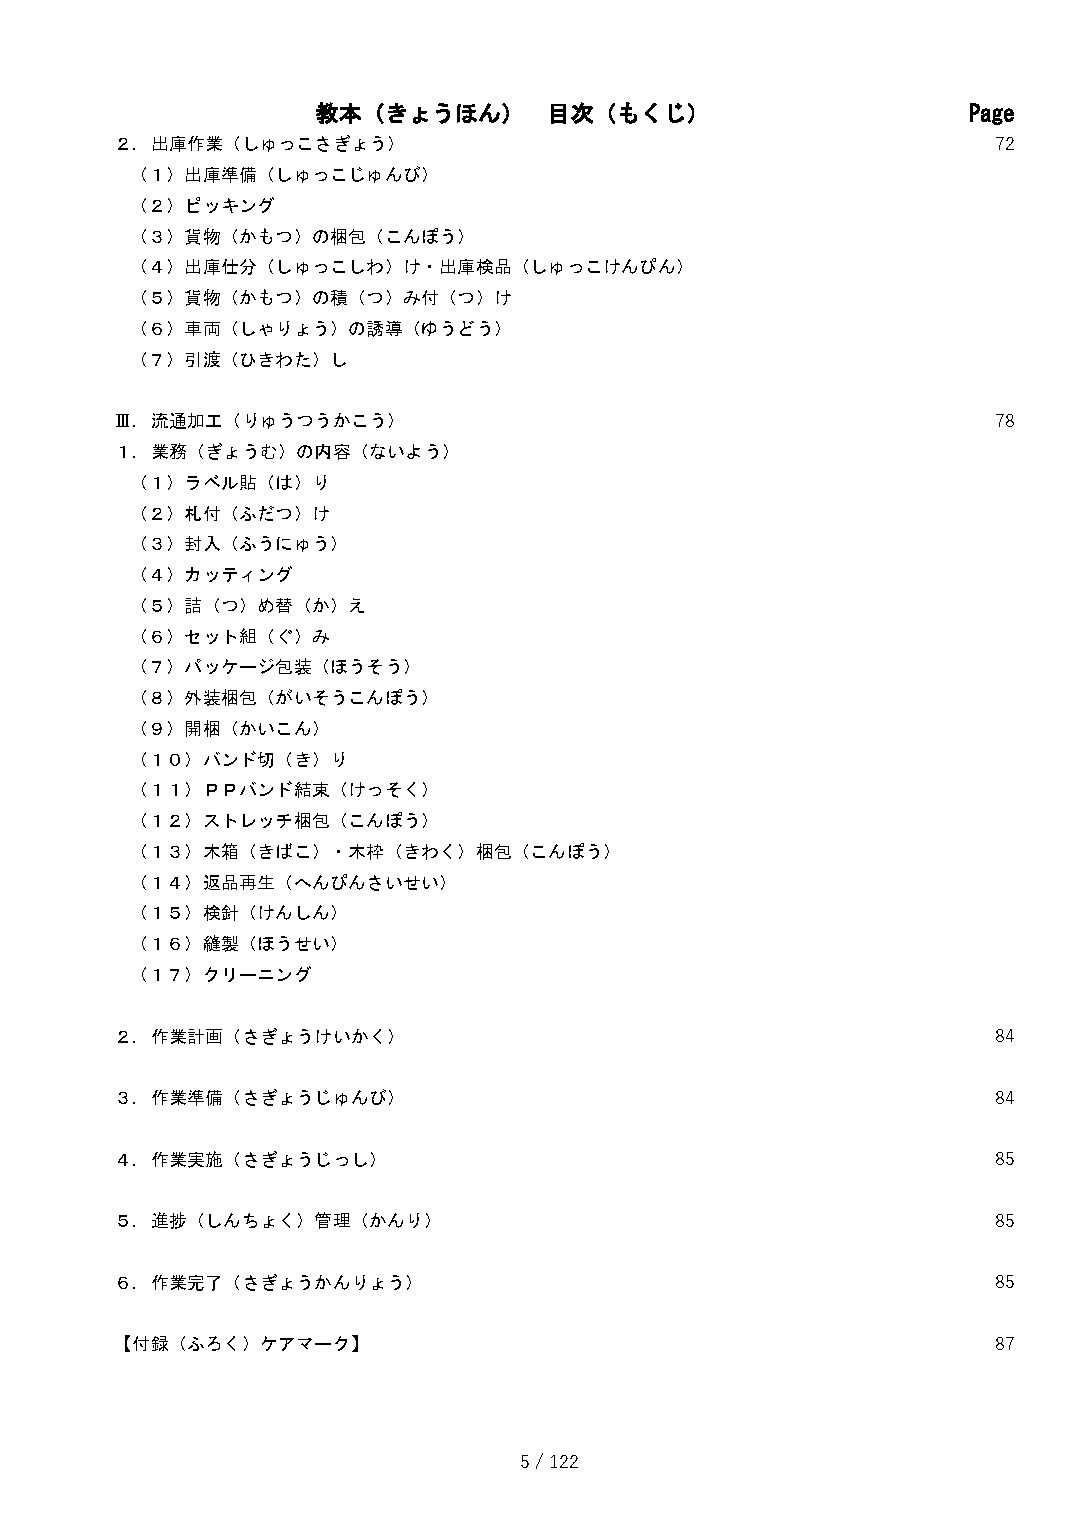 教本（きょうほん）　目次（もくじ） Page
２．出庫作業（しゅっこさぎょう） 72
（１）出庫準備（しゅっこじゅんび）
（２）ピッキング
（３）貨物（かもつ）の梱包（こんぽう）
（４）出庫仕分（しゅっこしわ）け・出庫検品（しゅっこけんぴん）
（５）貨物（かもつ）の積（つ）み付（つ）け
（６）車両（しゃりょう）の誘導（ゆうどう）
（７）引渡（ひきわた）し
Ⅲ．流通加工（りゅうつうかこう） 78
１．業務（ぎょうむ）の内容（ないよう）
（１）ラベル貼（は）り
（２）札付（ふだつ）け
（３）封入（ふうにゅう）
（４）カッティング
（５）詰（つ）め替（か）え
（６）セット組（ぐ）み
（７）パッケージ包装（ほうそう）
（８）外装梱包（がいそうこんぽう）
（９）開梱（かいこん）
（１０）バンド切（き）り
（１１）ＰＰバンド結束（けっそく）
（１２）ストレッチ梱包（こんぽう）
（１３）木箱（きばこ）・木枠（きわく）梱包（こんぽう）
（１４）返品再生（へんぴんさいせい）
（１５）検針（けんしん）
（１６）縫製（ほうせい）
（１７）クリーニング
２．作業計画（さぎょうけいかく） 84
３．作業準備（さぎょうじゅんび） 84
４．作業実施（さぎょうじっし） 85
５．進捗（しんちょく）管理（かんり） 85
６．作業完了（さぎょうかんりょう） 85
【付録（ふろく）ケアマーク】 87
5 / 122